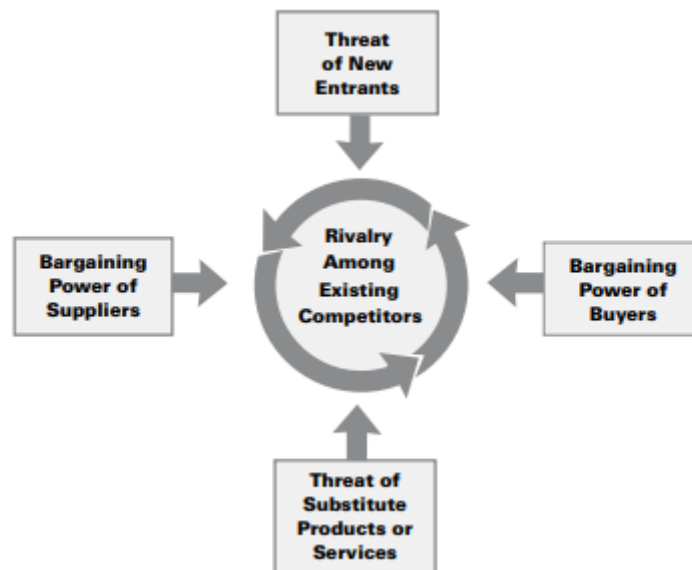 Threat
of New
Entrants
Bargaining
Power of
Suppliers
Rivalry
Among
Existing
Competitors
Bargaining
Power of
Buyers
Threat of
Substitute
Products or
Services